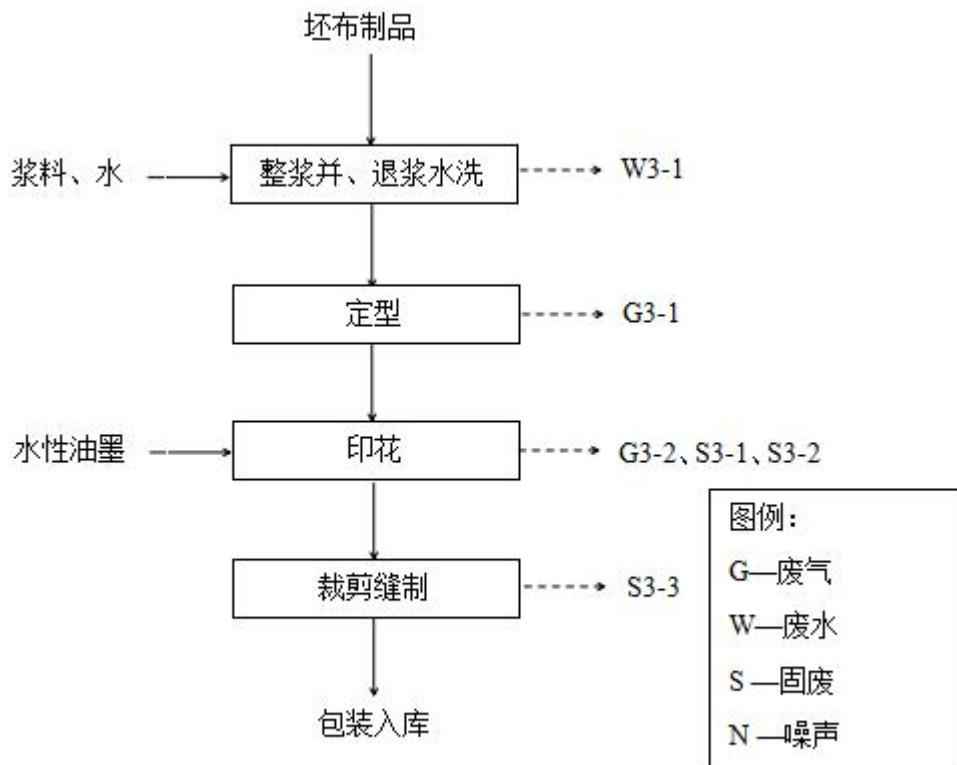 坯布制品
浆料、水
整浆并、退浆水洗
W3-1
定型
G3-1
水性油墨
印花
G3-2、S3-1、S3-2
裁剪缝制
S3-3
包装入库
图例：
G—废气
W—废水
S —固废
N —噪声